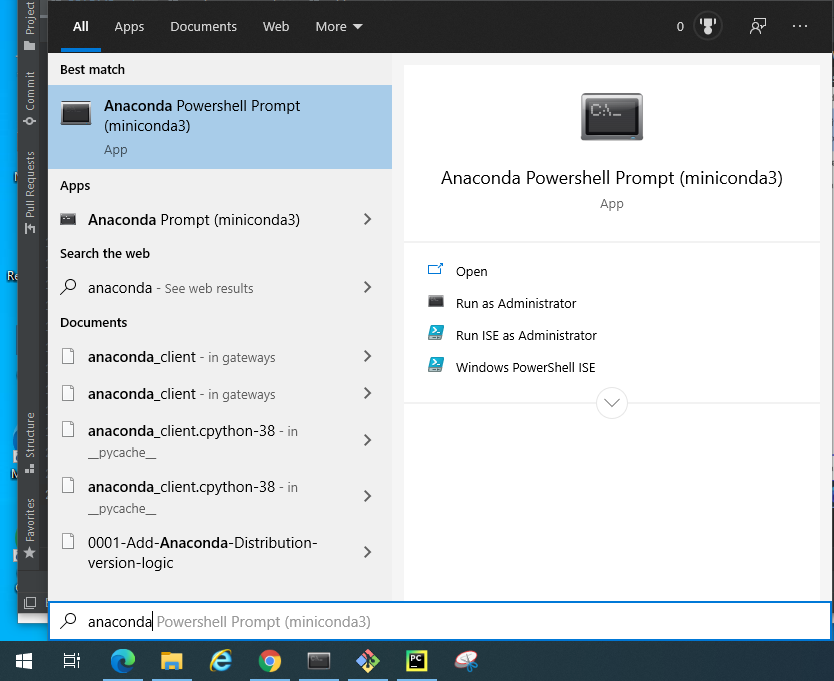 Project
Commit
Pull Requests
Structure
Favorites
All Apps Documents Web More 0 ...
Best match
Anaconda Powershell Prompt
(miniconda3)
App
Apps
Anaconda Prompt (miniconda3)
Search the web
anaconda - See web results
Documents
anaconda_client - in gateways
anaconda_client - in gateways
anaconda_client.cpython-38 - in
__pycache__
anaconda_client.cpython-38 - in
__pycache__
0001-Add-Anaconda-Distribution-
version-logic
C:\_
Anaconda Powershell Prompt (miniconda3)
App
Open
Run as Administrator
Run ISE as Administrator
Windows PowerShell ISE
anaconda Powershell Prompt (miniconda3)
PC